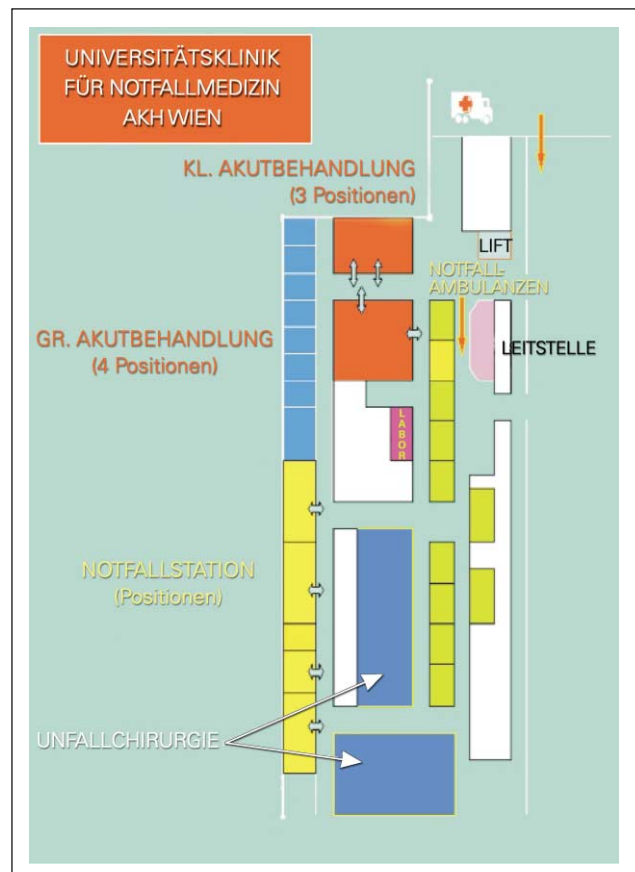 UNIVERSITÄTSKLINIK
FÜR NOTFALLMEDIZIN
AKH WIEN
KL. AKUTBEHANDLUNG
(3 Positionen)
LIFT
NOTFALL-
AMBULANZEN
GR. AKUTBEHANDLUNG
(4 Positionen)
LEITSTELLE
LABOR
NOTFALLSTATION
(Positionen)
UNFALLCHIRURGIE